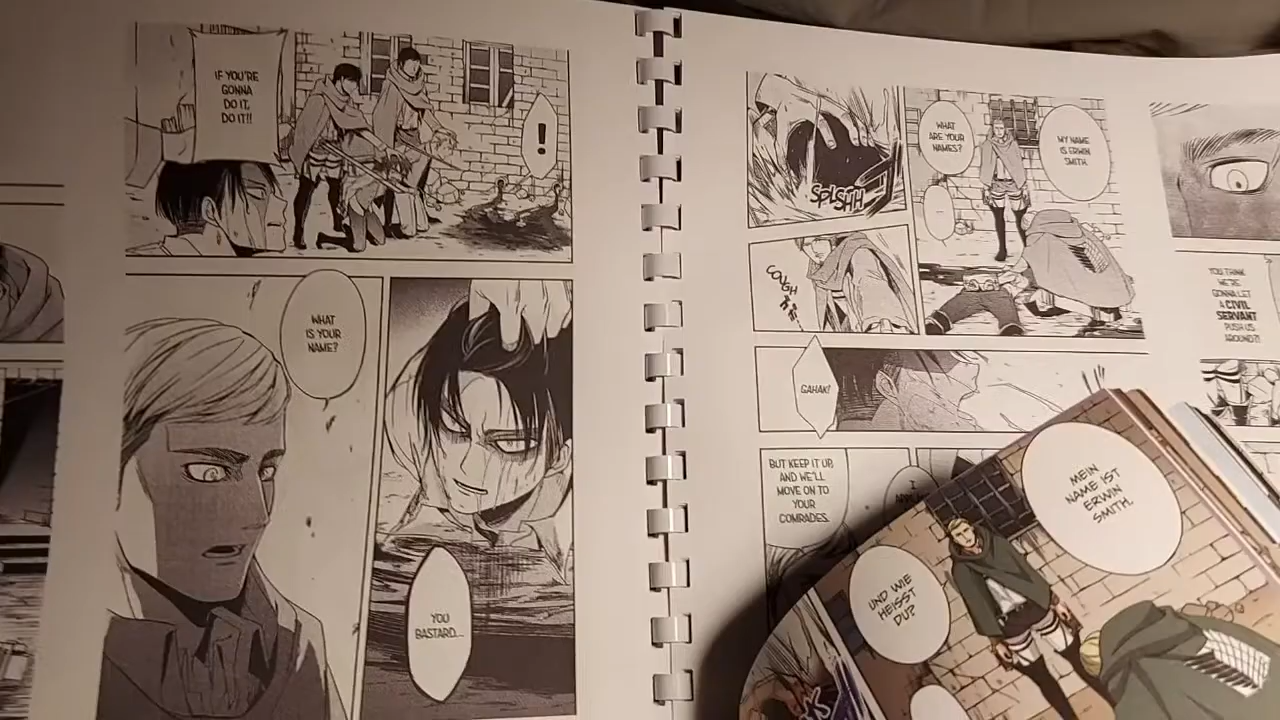 IF YOU'RE
GONNA
DO IT,
DO IT!!
!
WHAT
IS YOUR
NAME?
YOU
BASTARD...
SPLSHH
WHAT
ARE YOUR
NAMES?
MY NAME
IS ERWIN
SMITH.
COUGH
GAHAK!
BUT KEEP IT UP,
AND WE'LL
MOVE ON TO
YOUR
COMRADES.
I
YOU THINK
WE'RE
GONNA LET
A CIVIL
SERVANT
PUSH US
AROUND?!
MEIN
NAME IST
ERWIN
SMITH.
UND WIE
HEISST
DU?